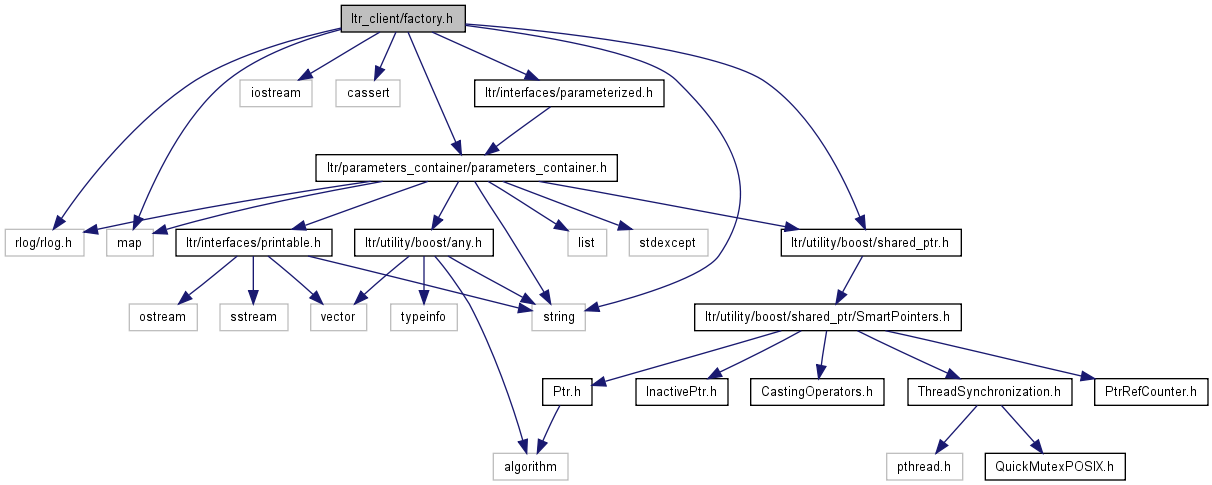 ltr_client/factory.h
iostream
cassert
ltr/interfaces/parameterized.h
ltr/parameters_container/parameters_container.h
rlog/rlog.h
map
ltr/interfaces/printable.h
ltr/utility/boost/any.h
list
stdexcept
ltr/utility/boost/shared_ptr.h
ostream
sstream
vector
typeinfo
string
ltr/utility/boost/shared_ptr/SmartPointers.h
Ptr.h
InactivePtr.h
CastingOperators.h
ThreadSynchronization.h
PtrRefCounter.h
algorithm
pthread.h
QuickMutexPOSIX.h